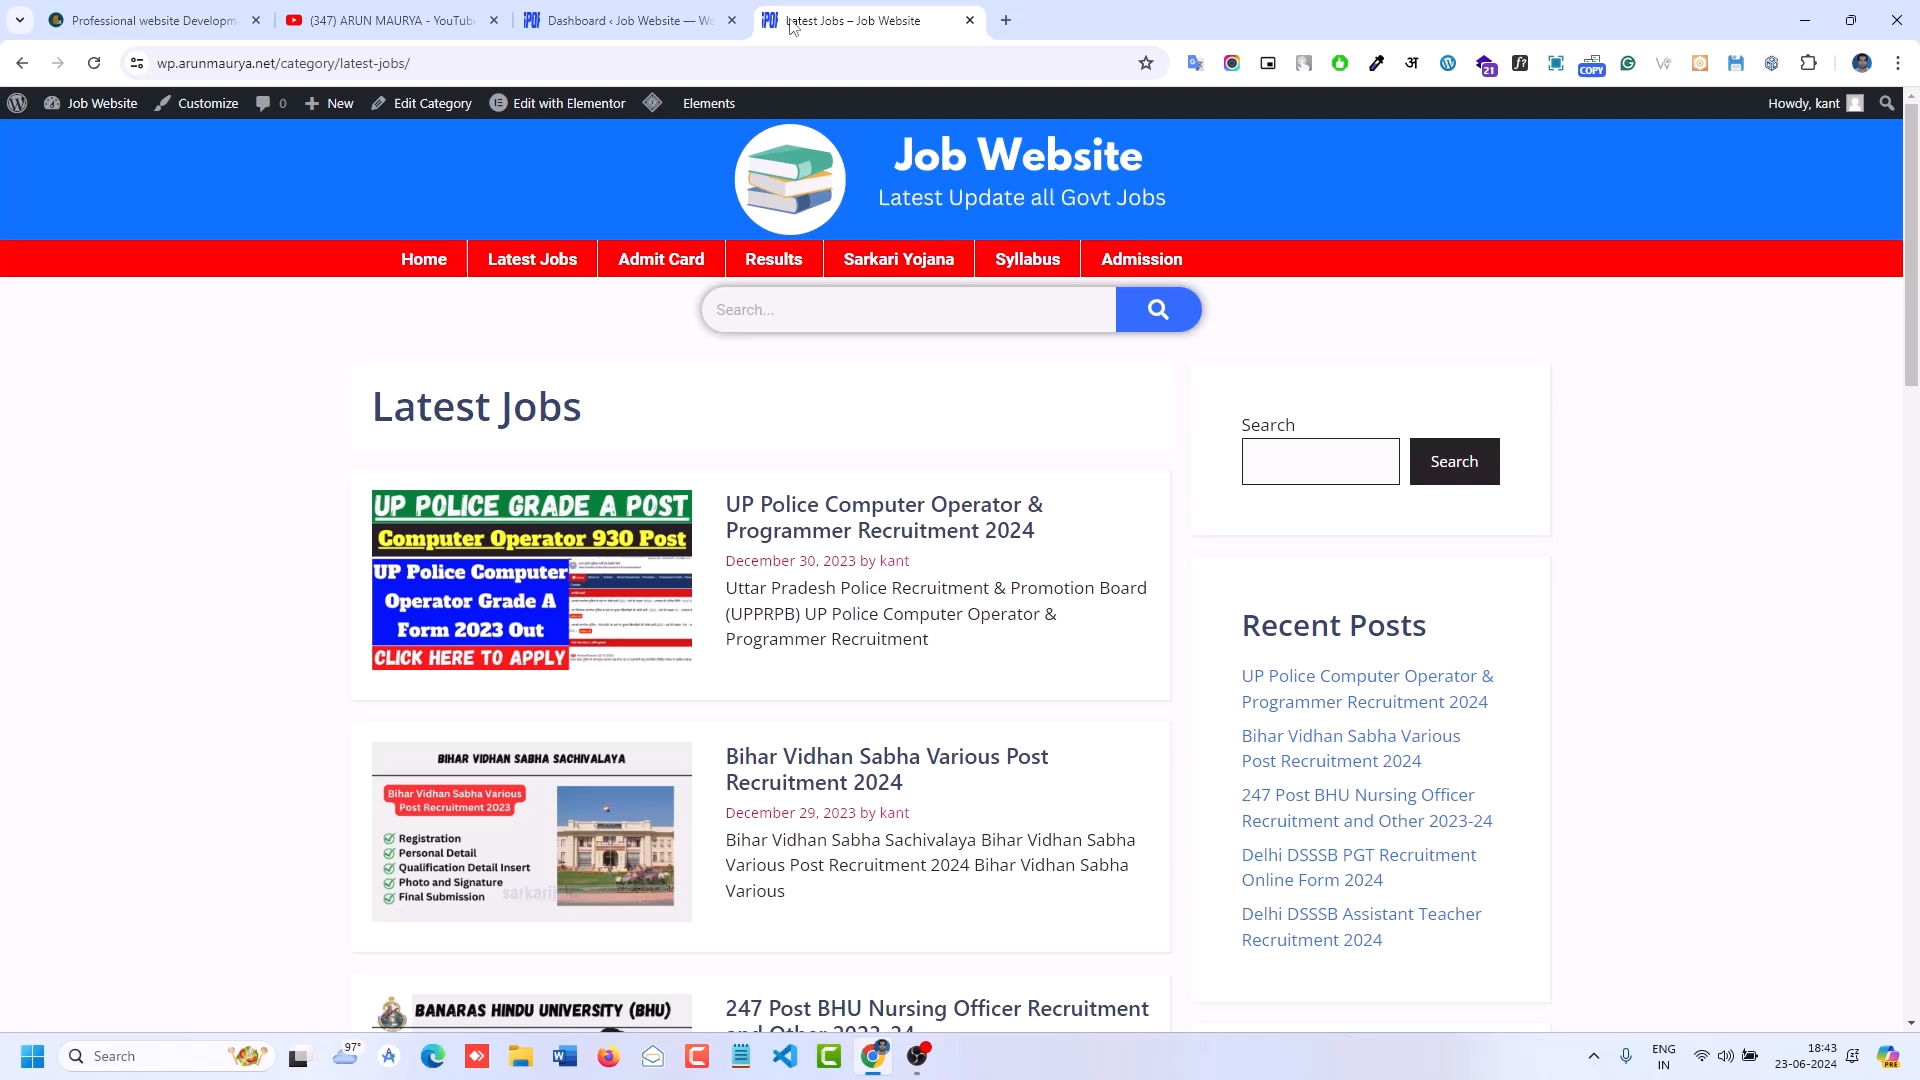 Professional website Developm
(347) ARUN MAURYA - YouTub
Dashboard ‹ Job Website — Wo
Latest Jobs – Job Website
wp.arunmaurya.net/category/latest-jobs/
21
COPY
Job Website
Customize
0
New
Edit Category
Edit with Elementor
Elements
Howdy, kant
Job Website
Latest Update all Govt Jobs
Home
Latest Jobs
Admit Card
Results
Sarkari Yojana
Syllabus
Admission
Search...
Latest Jobs
UP POLICE GRADE A POST
Computer Operator 930 Post
UP Police Computer
Operator Grade A
Form 2023 Out
CLICK HERE TO APPLY
UP Police Computer Operator &
Programmer Recruitment 2024
December 30, 2023 by kant
Uttar Pradesh Police Recruitment & Promotion Board
(UPPRPB) UP Police Computer Operator &
Programmer Recruitment
BIHAR VIDHAN SABHA SACHIVALAYA
Bihar Vidhan Sabha Various
Post Recruitment 2023
Registration
Personal Detail
Qualification Detail Insert
Photo and Signature
Final Submission
Bihar Vidhan Sabha Various Post
Recruitment 2024
December 29, 2023 by kant
Bihar Vidhan Sabha Sachivalaya Bihar Vidhan Sabha
Various Post Recruitment 2024 Bihar Vidhan Sabha
Various
BANARAS HINDU UNIVERSITY (BHU)
247 Post BHU Nursing Officer Recruitment
and Other 2023-24
Search
Search
Recent Posts
UP Police Computer Operator &
Programmer Recruitment 2024
Bihar Vidhan Sabha Various
Post Recruitment 2024
247 Post BHU Nursing Officer
Recruitment and Other 2023-24
Delhi DSSSB PGT Recruitment
Online Form 2024
Delhi DSSSB Assistant Teacher
Recruitment 2024
Search
97°
ENG
IN
18:43
23-06-2024
PRE